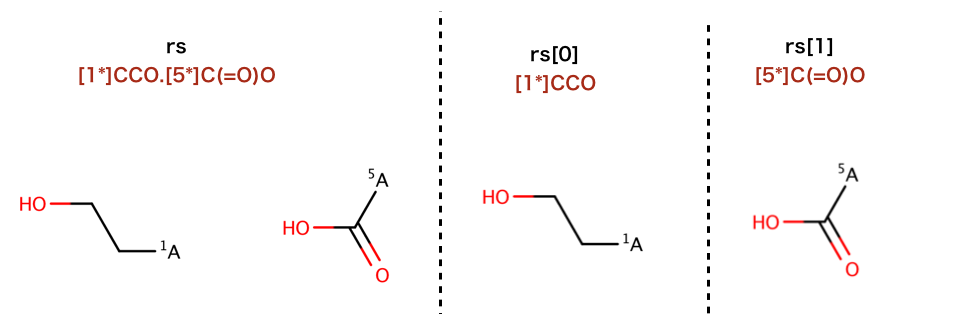 rs
[1*]CCO.[5*]C(=O)O
HO
¹A
HO
⁵A
O
rs[0]
[1*]CCO
HO
¹A
rs[1]
[5*]C(=O)O
⁵A
HO
O